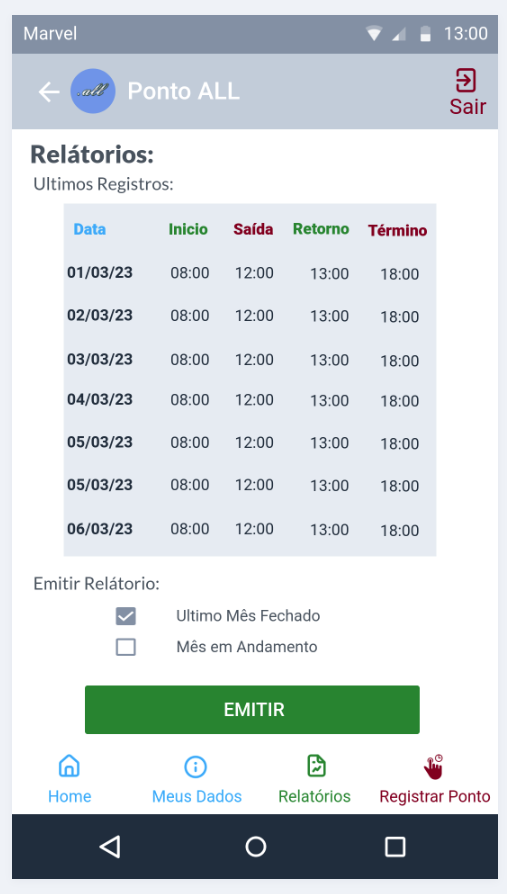 Marvel 13:00
.all Ponto ALL
Sair
Relátorios:
Ultimos Registros:
Data Inicio Saída Retorno Término
01/03/23 08:00 12:00 13:00 18:00
02/03/23 08:00 12:00 13:00 18:00
03/03/23 08:00 12:00 13:00 18:00
04/03/23 08:00 12:00 13:00 18:00
05/03/23 08:00 12:00 13:00 18:00
05/03/23 08:00 12:00 13:00 18:00
06/03/23 08:00 12:00 13:00 18:00
Emitir Relátorio:
Ultimo Mês Fechado
Mês em Andamento
EMITIR
Home Meus Dados Relatórios Registrar Ponto